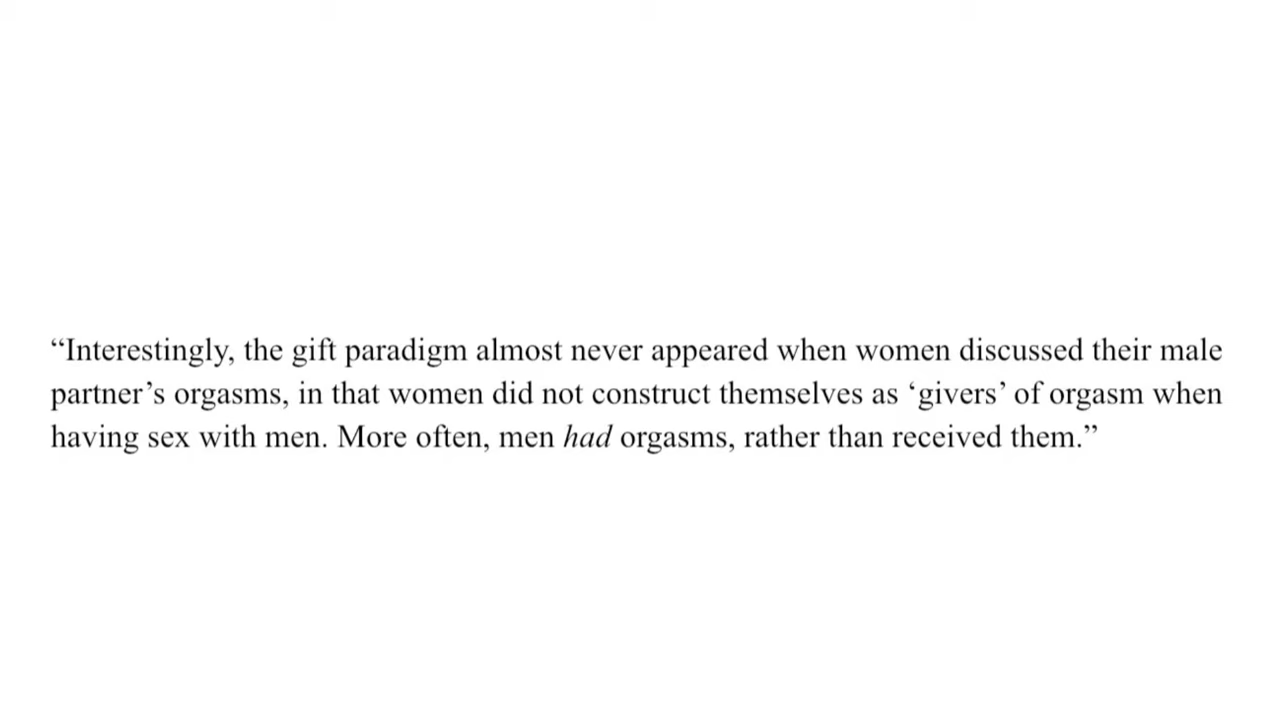 “Interestingly, the gift paradigm almost never appeared when women discussed their male
partner’s orgasms, in that women did not construct themselves as ‘givers’ of orgasm when
having sex with men. More often, men had orgasms, rather than received them.”